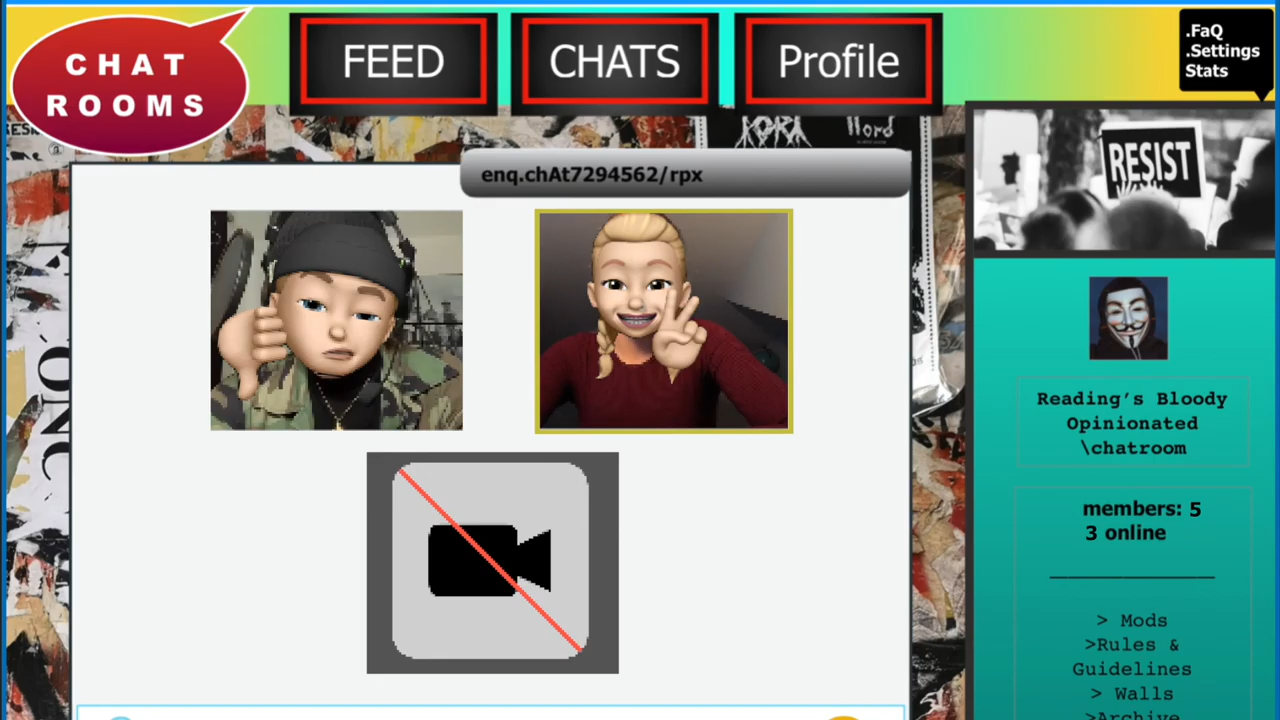 CHAT
ROOMS
FEED
CHATS
Profile
.FaQ
.Settings
Stats
enq.chAt7294562/rpx
RESIST
Reading's Bloody
Opinionated
\chatroom
members: 5
3 online
> Mods
>Rules &
Guidelines
> Walls
>Archive